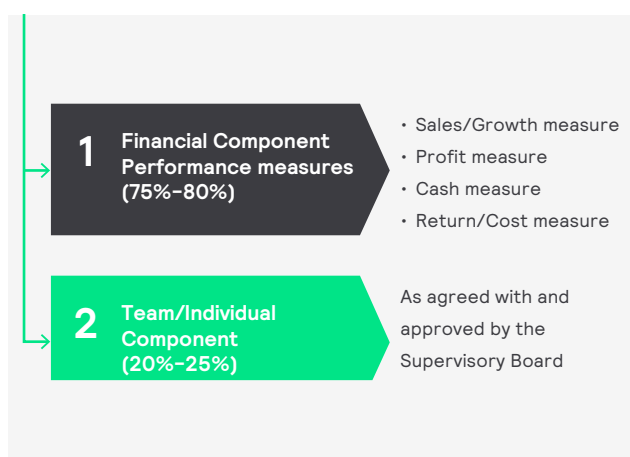 1
Financial Component
Performance measures
(75%–80%)
• Sales/Growth measure
• Profit measure
• Cash measure
• Return/Cost measure
2
Team/Individual
Component
(20%–25%)
As agreed with and
approved by the
Supervisory Board